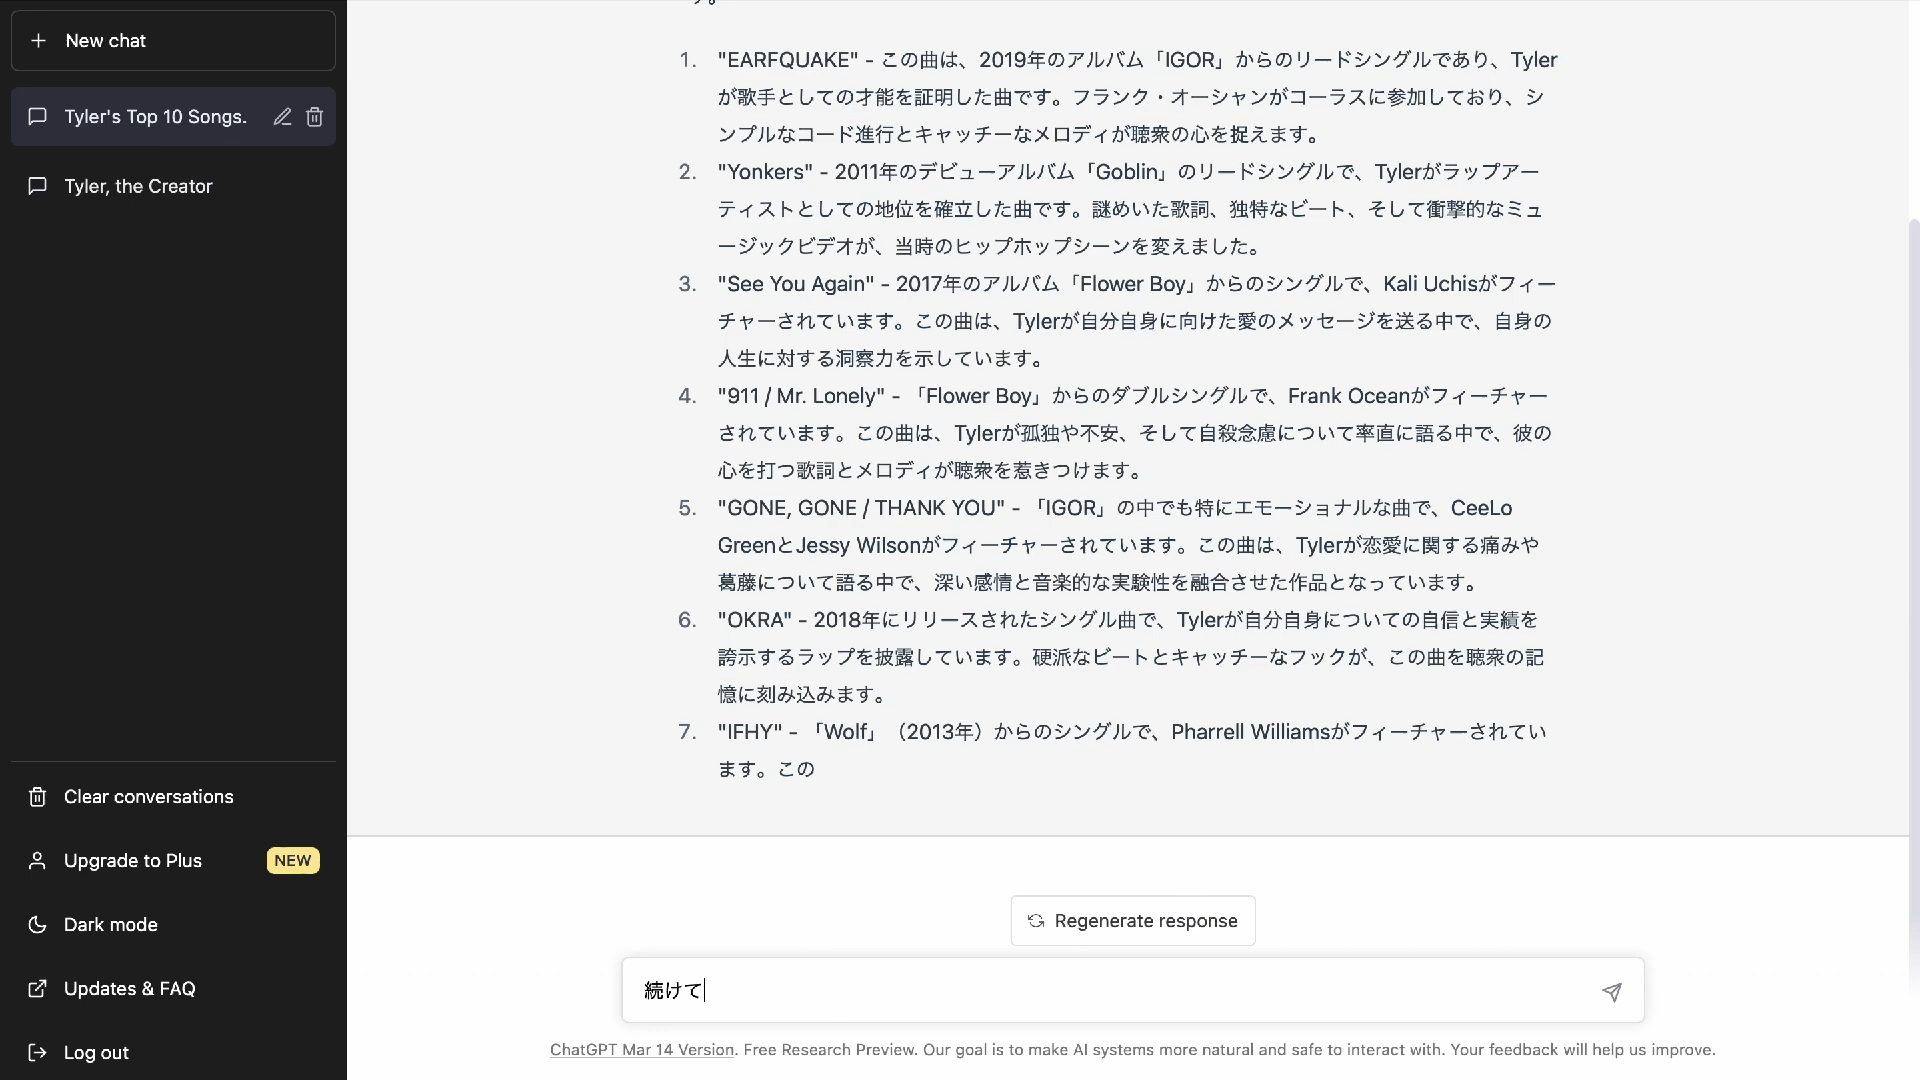 New chat
Tyler's Top 10 Songs.
Tyler, the Creator
Clear conversations
Upgrade to Plus NEW
Dark mode
Updates & FAQ
Log out
す。
1. "EARFQUAKE" - この曲は、2019年のアルバム「IGOR」からのリードシングルであり、Tyler
が歌手としての才能を証明した曲です。フランク・オーシャンがコーラスに参加しており、シ
ンプルなコード進行とキャッチーなメロディが聴衆の心を捉えます。
2. "Yonkers" - 2011年のデビューアルバム「Goblin」のリードシングルで、Tylerがラップアー
ティストとしての地位を確立した曲です。謎めいた歌詞、独特なビート、そして衝撃的なミュ
ージックビデオが、当時のヒップホップシーンを変えました。
3. "See You Again" - 2017年のアルバム「Flower Boy」からのシングルで、Kali Uchisがフィー
チャーされています。この曲は、Tylerが自分自身に向けた愛のメッセージを送る中で、自身の
人生に対する洞察力を示しています。
4. "911 / Mr. Lonely" - 「Flower Boy」からのダブルシングルで、Frank Oceanがフィーチャー
されています。この曲は、Tylerが孤独や不安、そして自殺念慮について率直に語る中で、彼の
心を打つ歌詞とメロディが聴衆を惹きつけます。
5. "GONE, GONE / THANK YOU" - 「IGOR」の中でも特にエモーショナルな曲で、CeeLo
GreenとJessy Wilsonがフィーチャーされています。この曲は、Tylerが恋愛に関する痛みや
葛藤について語る中で、深い感情と音楽的な実験性を融合させた作品となっています。
6. "OKRA" - 2018年にリリースされたシングル曲で、Tylerが自分自身についての自信と実績を
誇示するラップを披露しています。硬派なビートとキャッチーなフックが、この曲を聴衆の記
憶に刻み込みます。
7. "IFHY" - 「Wolf」（2013年）からのシングルで、Pharrell Williamsがフィーチャーされてい
ます。この
Regenerate response
続けて
ChatGPT Mar 14 Version. Free Research Preview. Our goal is to make AI systems more natural and safe to interact with. Your feedback will help us improve.